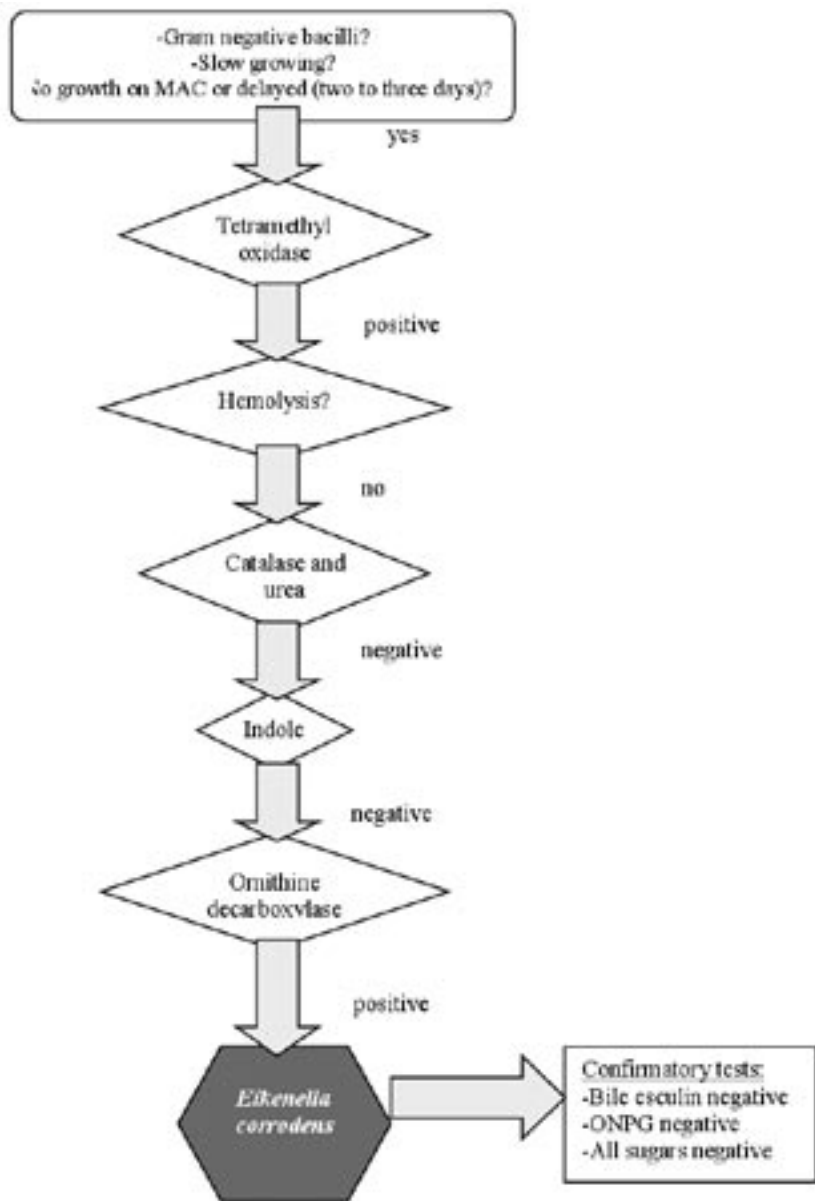 -Gram negative bacilli?
-Slow growing?
No growth on MAC or delayed (two to three days)?
yes
Tetramethyl
oxidase
positive
Hemolysis?
no
Catalase and
urea
negative
Indole
negative
Ornithine
decarboxylase
positive
Eikenella
corrodens
Confirmatory tests:
-Bile esculin negative
-ONPG negative
-All sugars negative